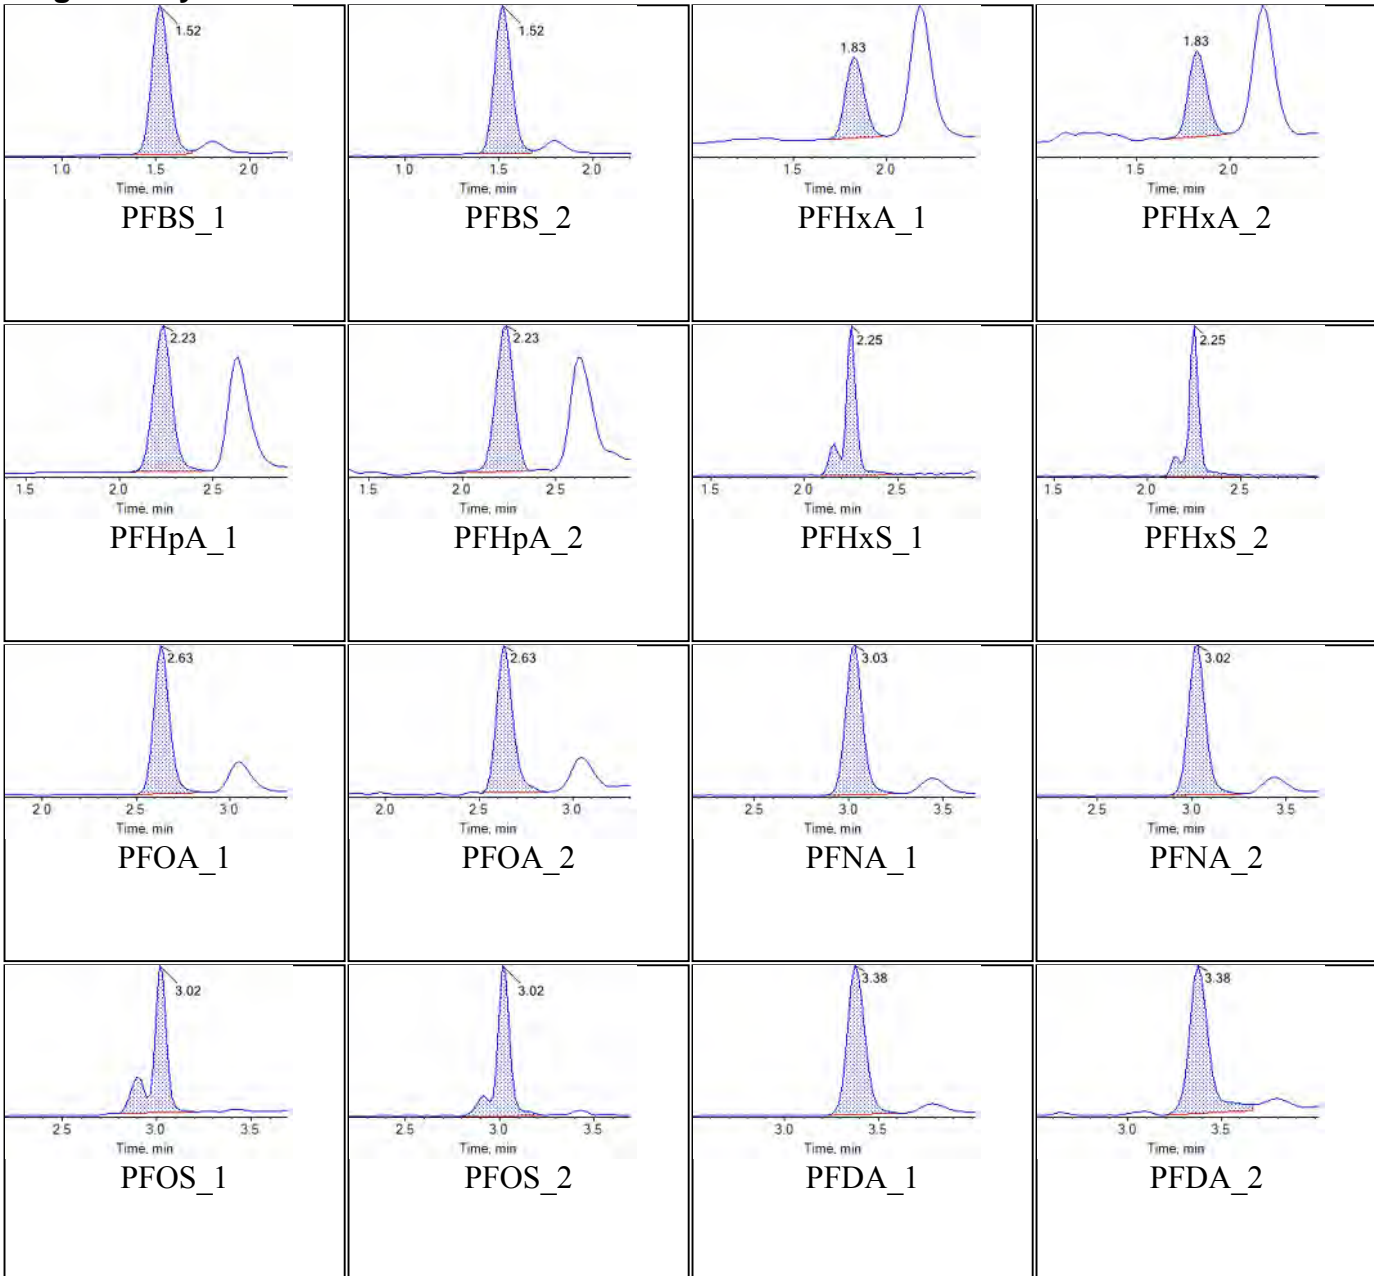 1.52 1.52 1.83 1.83
1.0 1.5 2.0 1.0 1.5 2.0 1.5 2.0 1.5 2.0
Time, min Time, min Time, min Time, min
PFBS_1 PFBS_2 PFHxA_1 PFHxA_2
2.23 2.23 2.25 2.25
1.5 2.0 2.5 1.5 2.0 2.5 1.5 2.0 2.5 1.5 2.0 2.5
Time, min Time, min Time, min Time, min
PFHpA_1 PFHpA_2 PFHxS_1 PFHxS_2
2.63 2.63 3.03 3.02
2.0 2.5 3.0 2.0 2.5 3.0 2.5 3.0 3.5 2.5 3.0 3.5
Time, min Time, min Time, min Time, min
PFOA_1 PFOA_2 PFNA_1 PFNA_2
3.02 3.02 3.38 3.38
2.5 3.0 3.5 2.5 3.0 3.5 3.0 3.5 3.0 3.5
Time, min Time, min Time, min Time, min
PFOS_1 PFOS_2 PFDA_1 PFDA_2